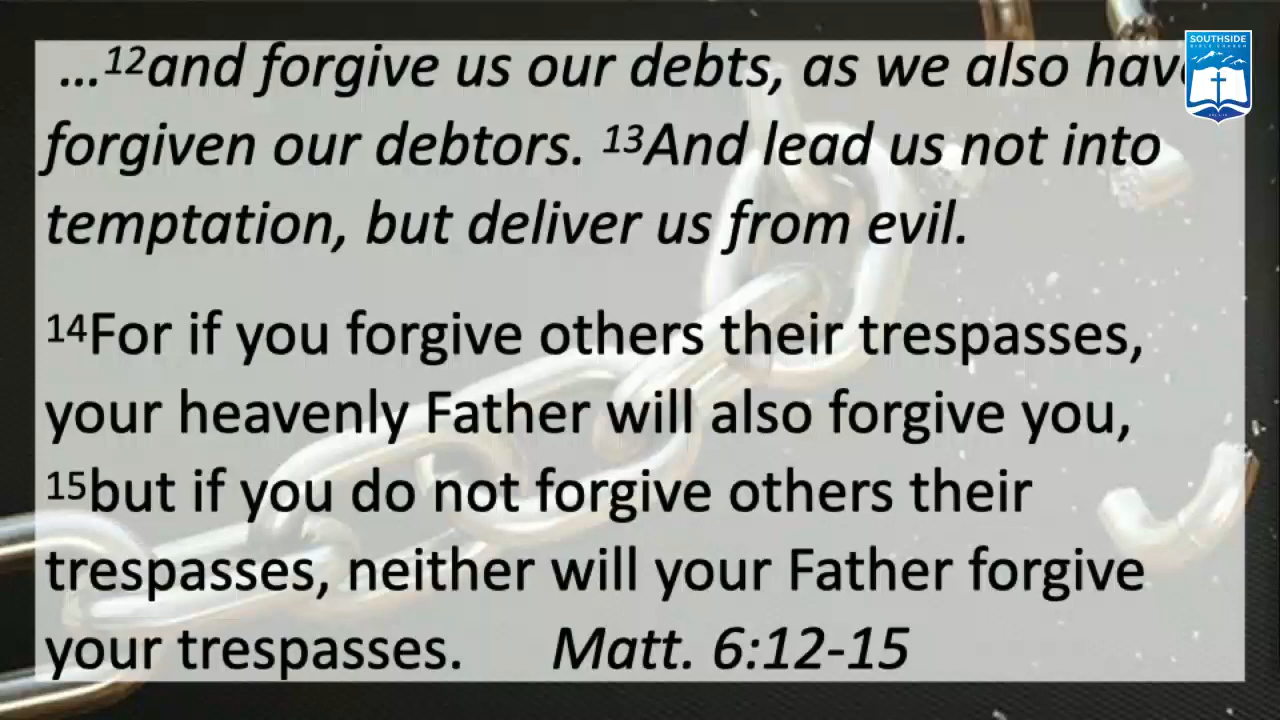 ...¹²and forgive us our debts, as we also have
forgiven our debtors. ¹³And lead us not into
temptation, but deliver us from evil.
¹⁴For if you forgive others their trespasses,
your heavenly Father will also forgive you,
¹⁵but if you do not forgive others their
trespasses, neither will your Father forgive
your trespasses. Matt. 6:12-15
SOUTHSIDE
BIBLE CHURCH